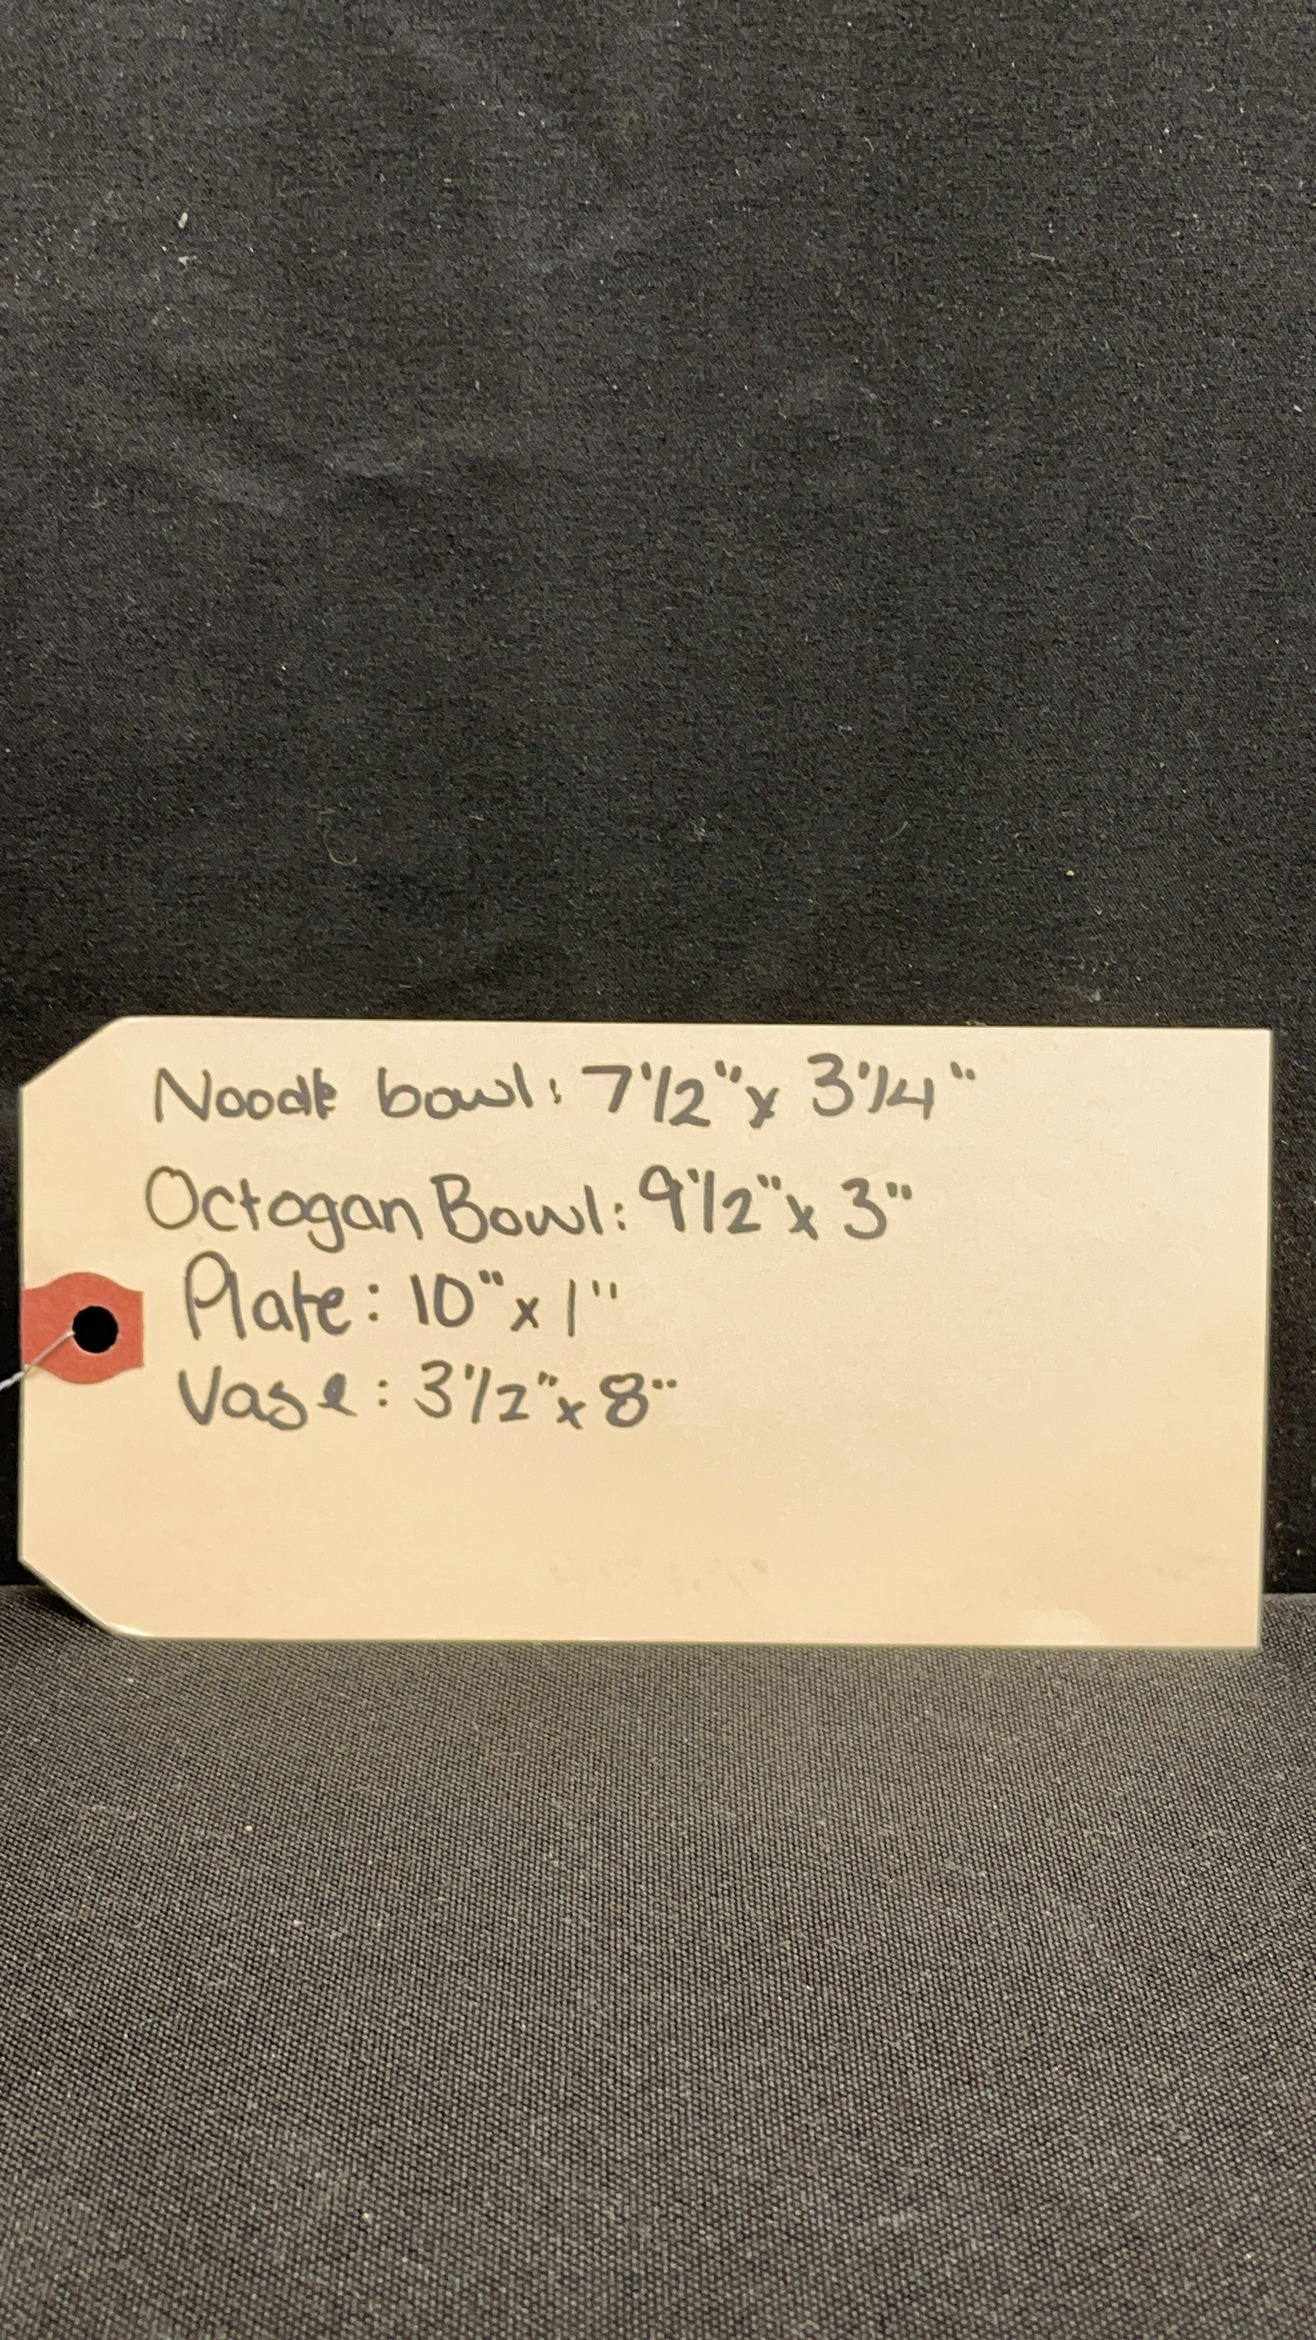 Noodle bowl: 7 1/2" x 3 1/4"
Octogan Bowl: 9 1/2" x 3"
Plate: 10" x 1"
Vase: 3 1/2" x 8"